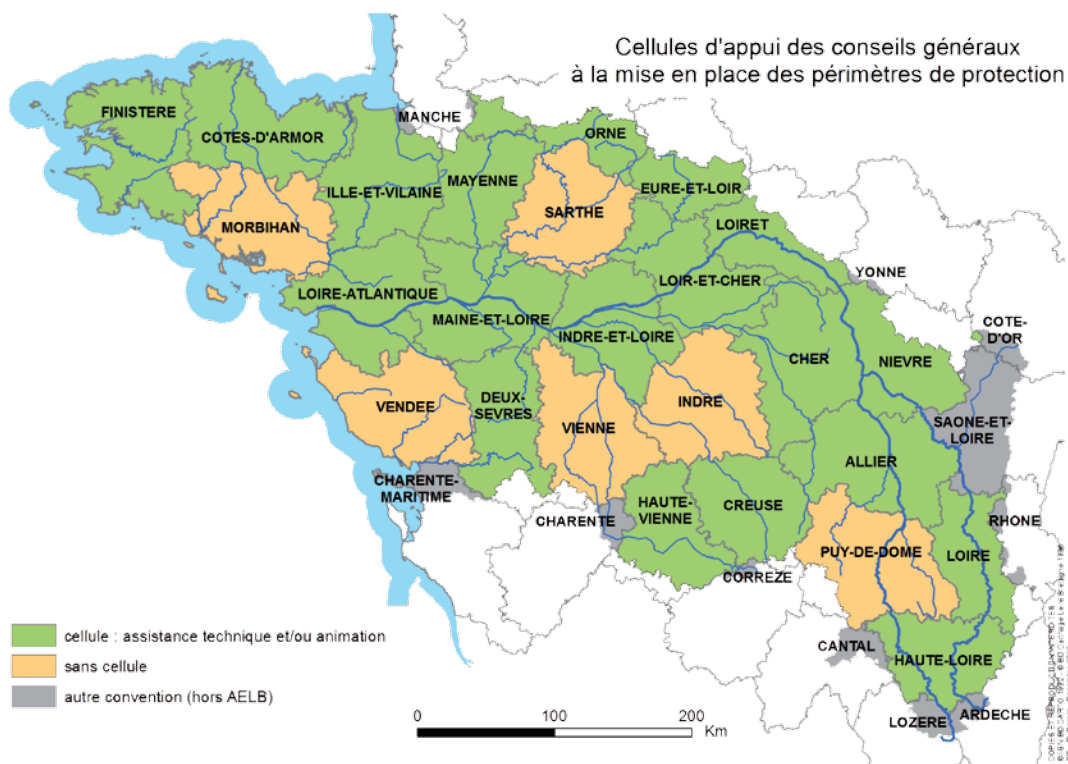 Cellules d'appui des conseils généraux
à la mise en place des périmètres de protection
MANCHE
FINISTERE
ORNE
COTES-D'ARMOR
MAYENNE
EURE-ET-LOIR
ILLE-ET-VILAINE
SARTHE
MORBIHAN
LOIRET
YONNE
LOIR-ET-CHER
LOIRE-ATLANTIQUE
MAINE-ET-LOIRE
COTE-
D'OR
INDRE-ET-LOIRE
CHER
NIEVRE
DEUX-
SEVRES
VENDEE
INDRE
VIENNE
SAONE-ET-
LOIRE
ALLIER
CHARENTE-
MARITIME
HAUTE-
VIENNE
CREUSE
CHARENTE
RHONE
PUY-DE-DOME
LOIRE
CORREZE
CANTAL
HAUTE-LOIRE
ARDECHE
LOZERE
cellule : assistance technique et/ou animation
sans cellule
autre convention (hors AELB)
0 100 200
Km